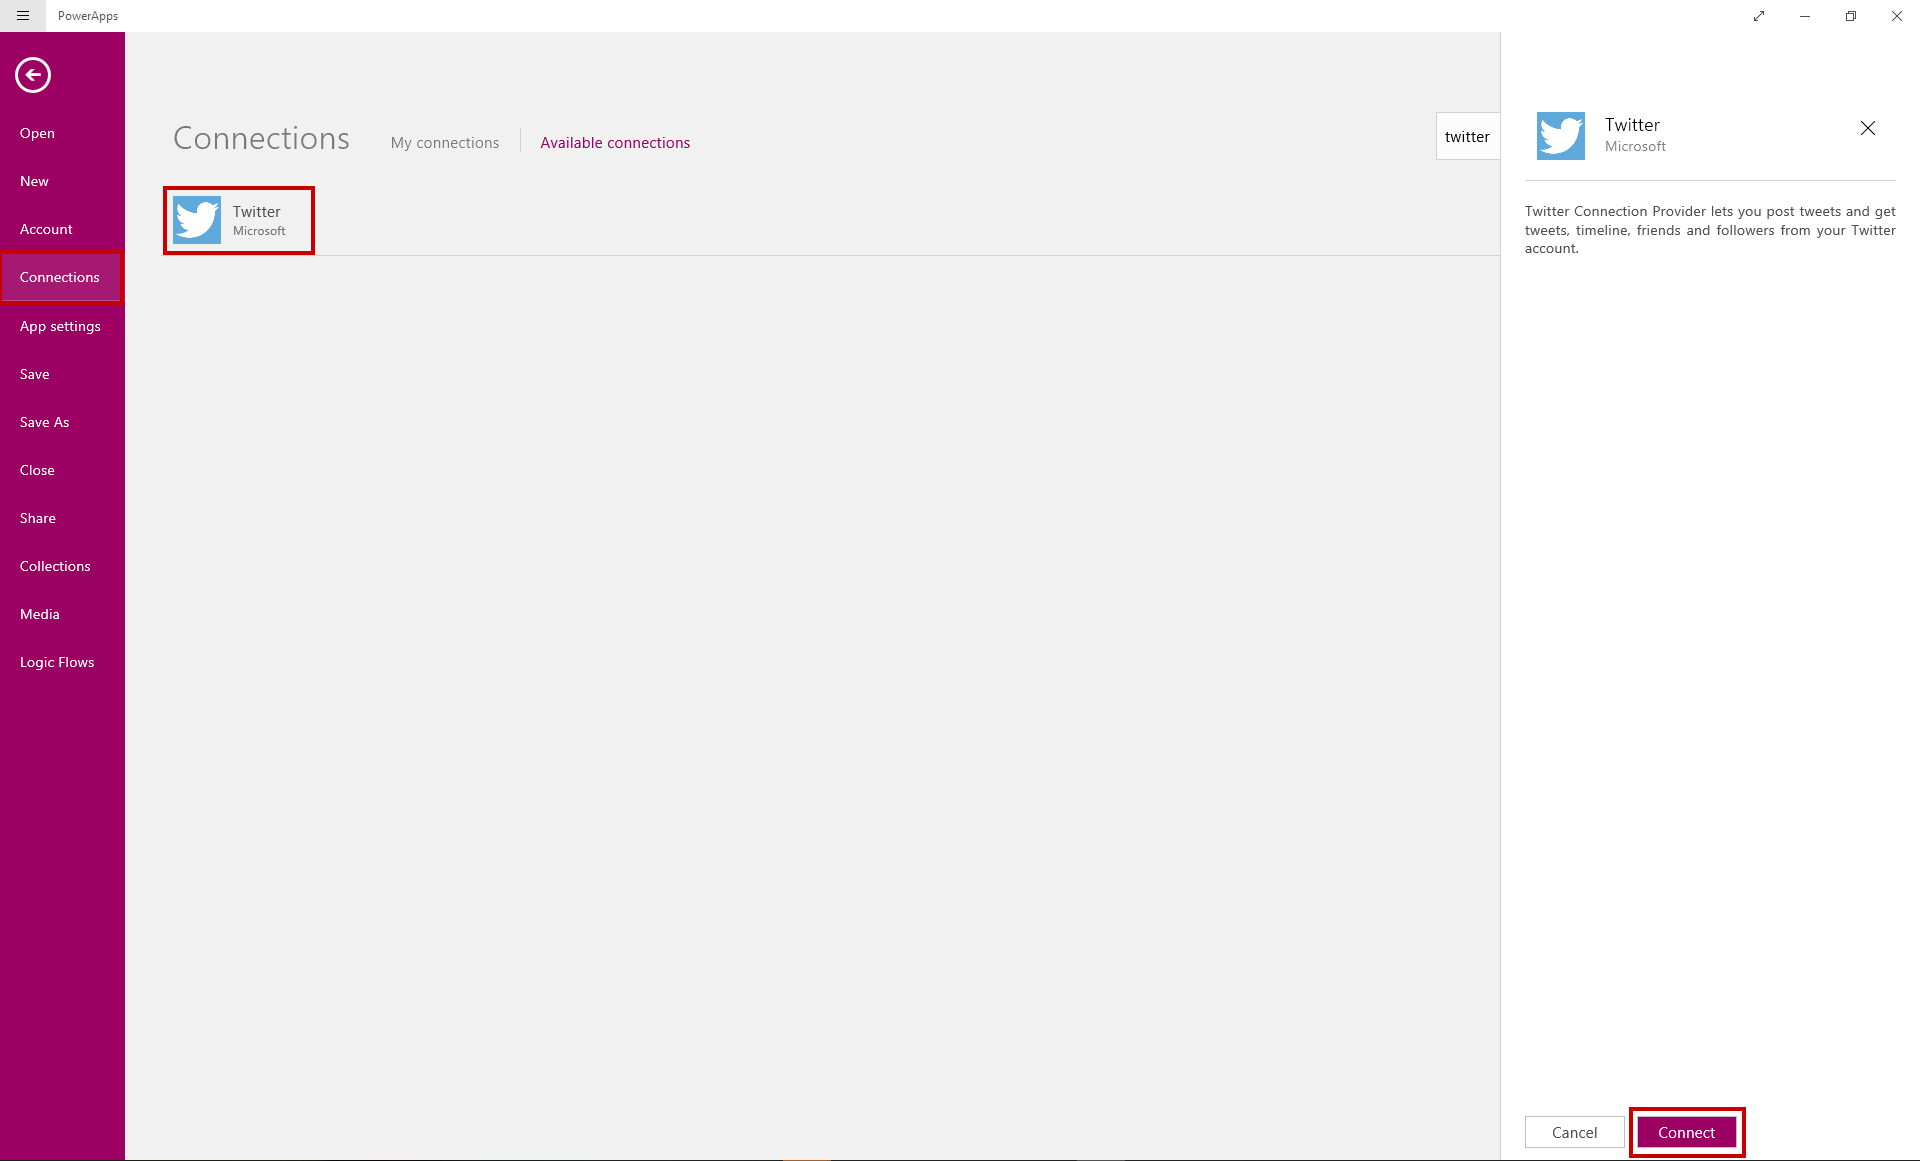 PowerApps
Open
New
Account
Connections
App settings
Save
Save As
Close
Share
Collections
Media
Logic Flows
Connections
My connections
Available connections
twitter
Twitter
Microsoft
Twitter
Microsoft
Twitter Connection Provider lets you post tweets and get
tweets, timeline, friends and followers from your Twitter
account.
Cancel
Connect